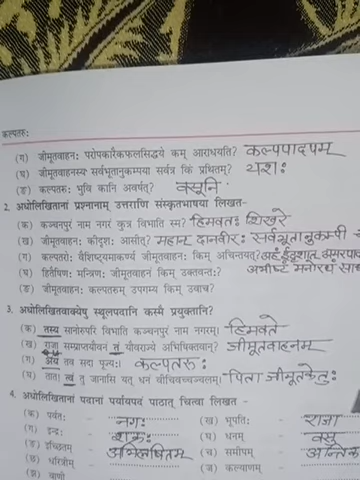 कल्पतरुः
(ग) जीमूतवाहनः परोपकारैकफलसिद्धये कम् आराधयति? कल्पपादपम्
(घ) जीमूतवाहनस्य सर्वभूतानुकम्पया सर्वत्र किं प्रथितम्? यशः
(ङ) कल्पतरुः भुवि कानि अवर्षत्? वसूनि
2. अधोलिखितानां प्रश्नानाम् उत्तराणि संस्कृतभाषया लिखत-
(क) कञ्चनपुरं नाम नगरं कुत्र विभाति स्म? हिमवतः शिखरे
(ख) जीमूतवाहनः कीदृशः आसीत्? महान् दानवीरः सर्वभूतानुकम्पी
(ग) कल्पतरोः वैशिष्ट्यमाकर्ण्य जीमूतवाहनः किम् अचिन्तयत्? अहं ईदृशात् अमरपाद
(घ) हितैषिणः मन्त्रिणः जीमूतवाहनं किम् उक्तवन्तः? अभीष्टं मनोरथं साध
(ङ) जीमूतवाहनः कल्पतरुम् उपगम्य किम् उवाच?
3. अधोलिखितवाक्येषु स्थूलपदानि कस्मै प्रयुक्तानि?
(क) तस्य सानोरुपरि विभाति कञ्चनपुरं नाम नगरम्। हिमवते
(ख) राजा सम्प्राप्तयौवनं तं यौवराज्ये अभिषिक्तवान्? जीमूतवाहनम्
(ग) अयं तव सदा पूज्यः। कल्पतरुः
(घ) तात! त्वं तु जानासि यत् धनं वीचिवच्चञ्चलम्। पिता जीमूतकेतुः
4. अधोलिखितानां पदानां पर्यायपदं पाठात् चित्वा लिखत -
(क) पर्वतः - नगः (ख) भूपतिः - राजा
(ग) इन्द्रः - शक्रः (घ) धनम् - वसु
(ङ) इच्छितम् - अभिलषितम् (च) समीपम् - अन्तिक
(छ) धरित्रीम् - (ज) कल्याणम् -
(झ) वाणी